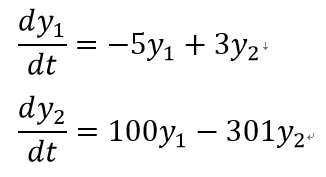 dy₁/dt = −5y₁ + 3y₂
dy₂/dt = 100y₁ − 301y₂